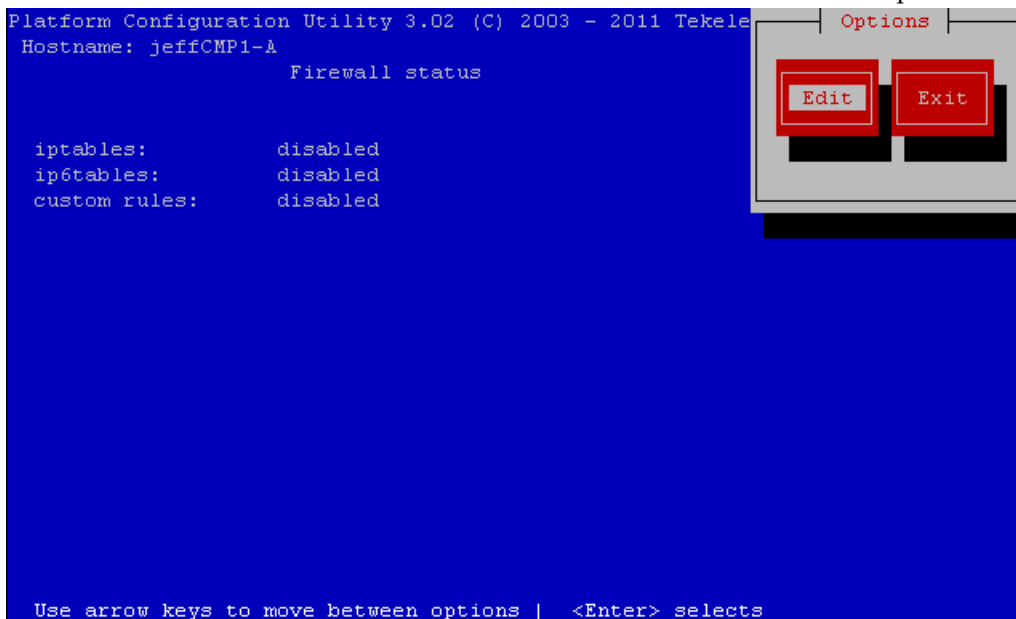 Platform Configuration Utility 3.02 (C) 2003 - 2011 Tekele
Options
Hostname: jeffCMP1-A
Firewall status
Edit
Exit
iptables: disabled
ip6tables: disabled
custom rules: disabled
Use arrow keys to move between options | <Enter> selects